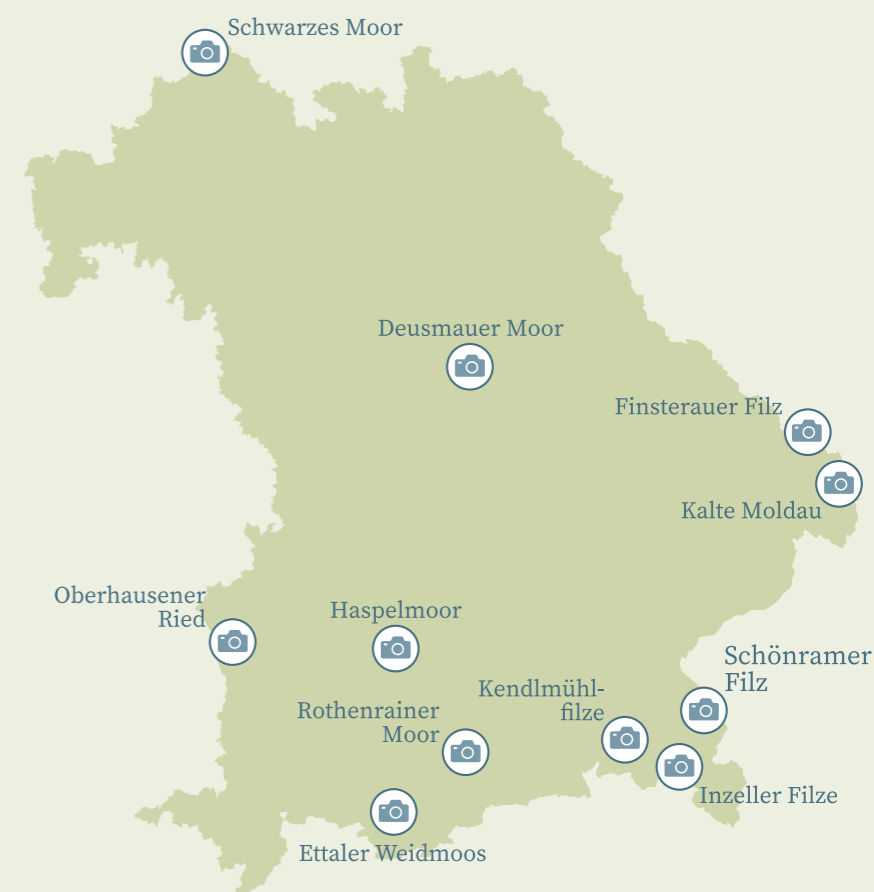 Schwarzes Moor
Deusmauer Moor
Finsterauer Filz
Kalte Moldau
Oberhausener
Ried
Haspelmoor
Schönramer
Filz
Kendlmühl-
filze
Rothenrainer
Moor
Inzeller Filze
Ettaler Weidmoos